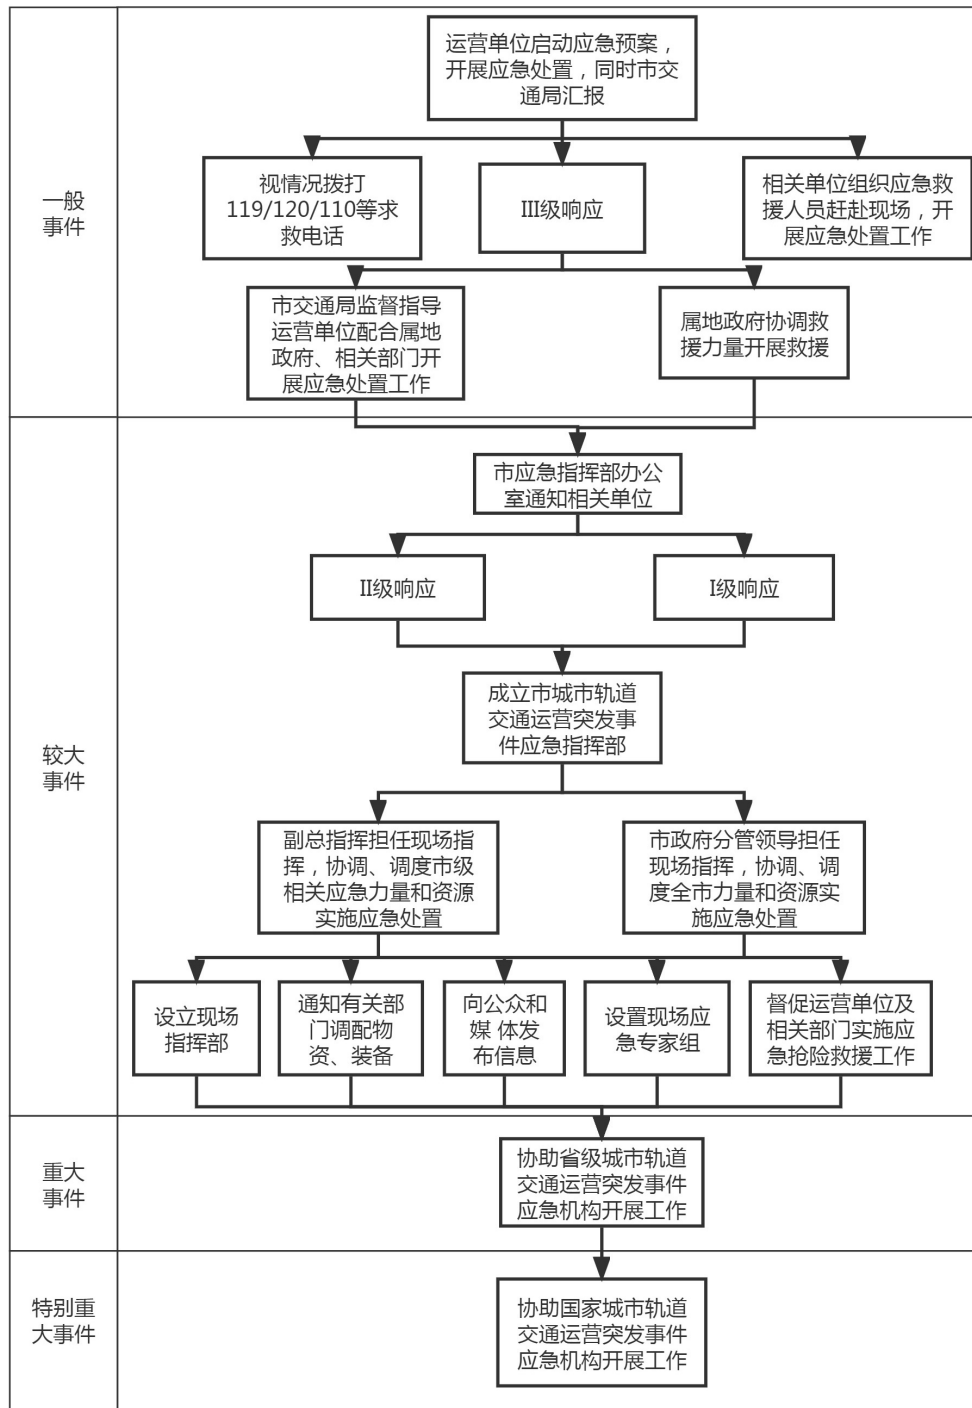 运营单位启动应急预案，
开展应急处置，同时市交
通局汇报
一般
事件
视情况拨打
119/120/110等求
救电话
III级响应
相关单位组织应急救
援人员赶赴现场，开
展应急处置工作
市交通局监督指导
运营单位配合属地
政府、相关部门开
展应急处置工作
属地政府协调救
援力量开展救援
市应急指挥部办公
室通知相关单位
II级响应
I级响应
较大
事件
成立市城市轨道
交通运营突发事
件应急指挥部
副总指挥担任现场指
挥，协调、调度市级
相关应急力量和资源
实施应急处置
市政府分管领导担任
现场指挥，协调、调
度全市力量和资源实
施应急处置
设立现场
指挥部
通知有关部
门调配物
资、装备
向公众和
媒 体发
布信息
设置现场应
急专家组
督促运营单位及
相关部门实施应
急抢险救援工作
重大
事件
协助省级城市轨道
交通运营突发事件
应急机构开展工作
特别重
大事件
协助国家城市轨道
交通运营突发事件
应急机构开展工作